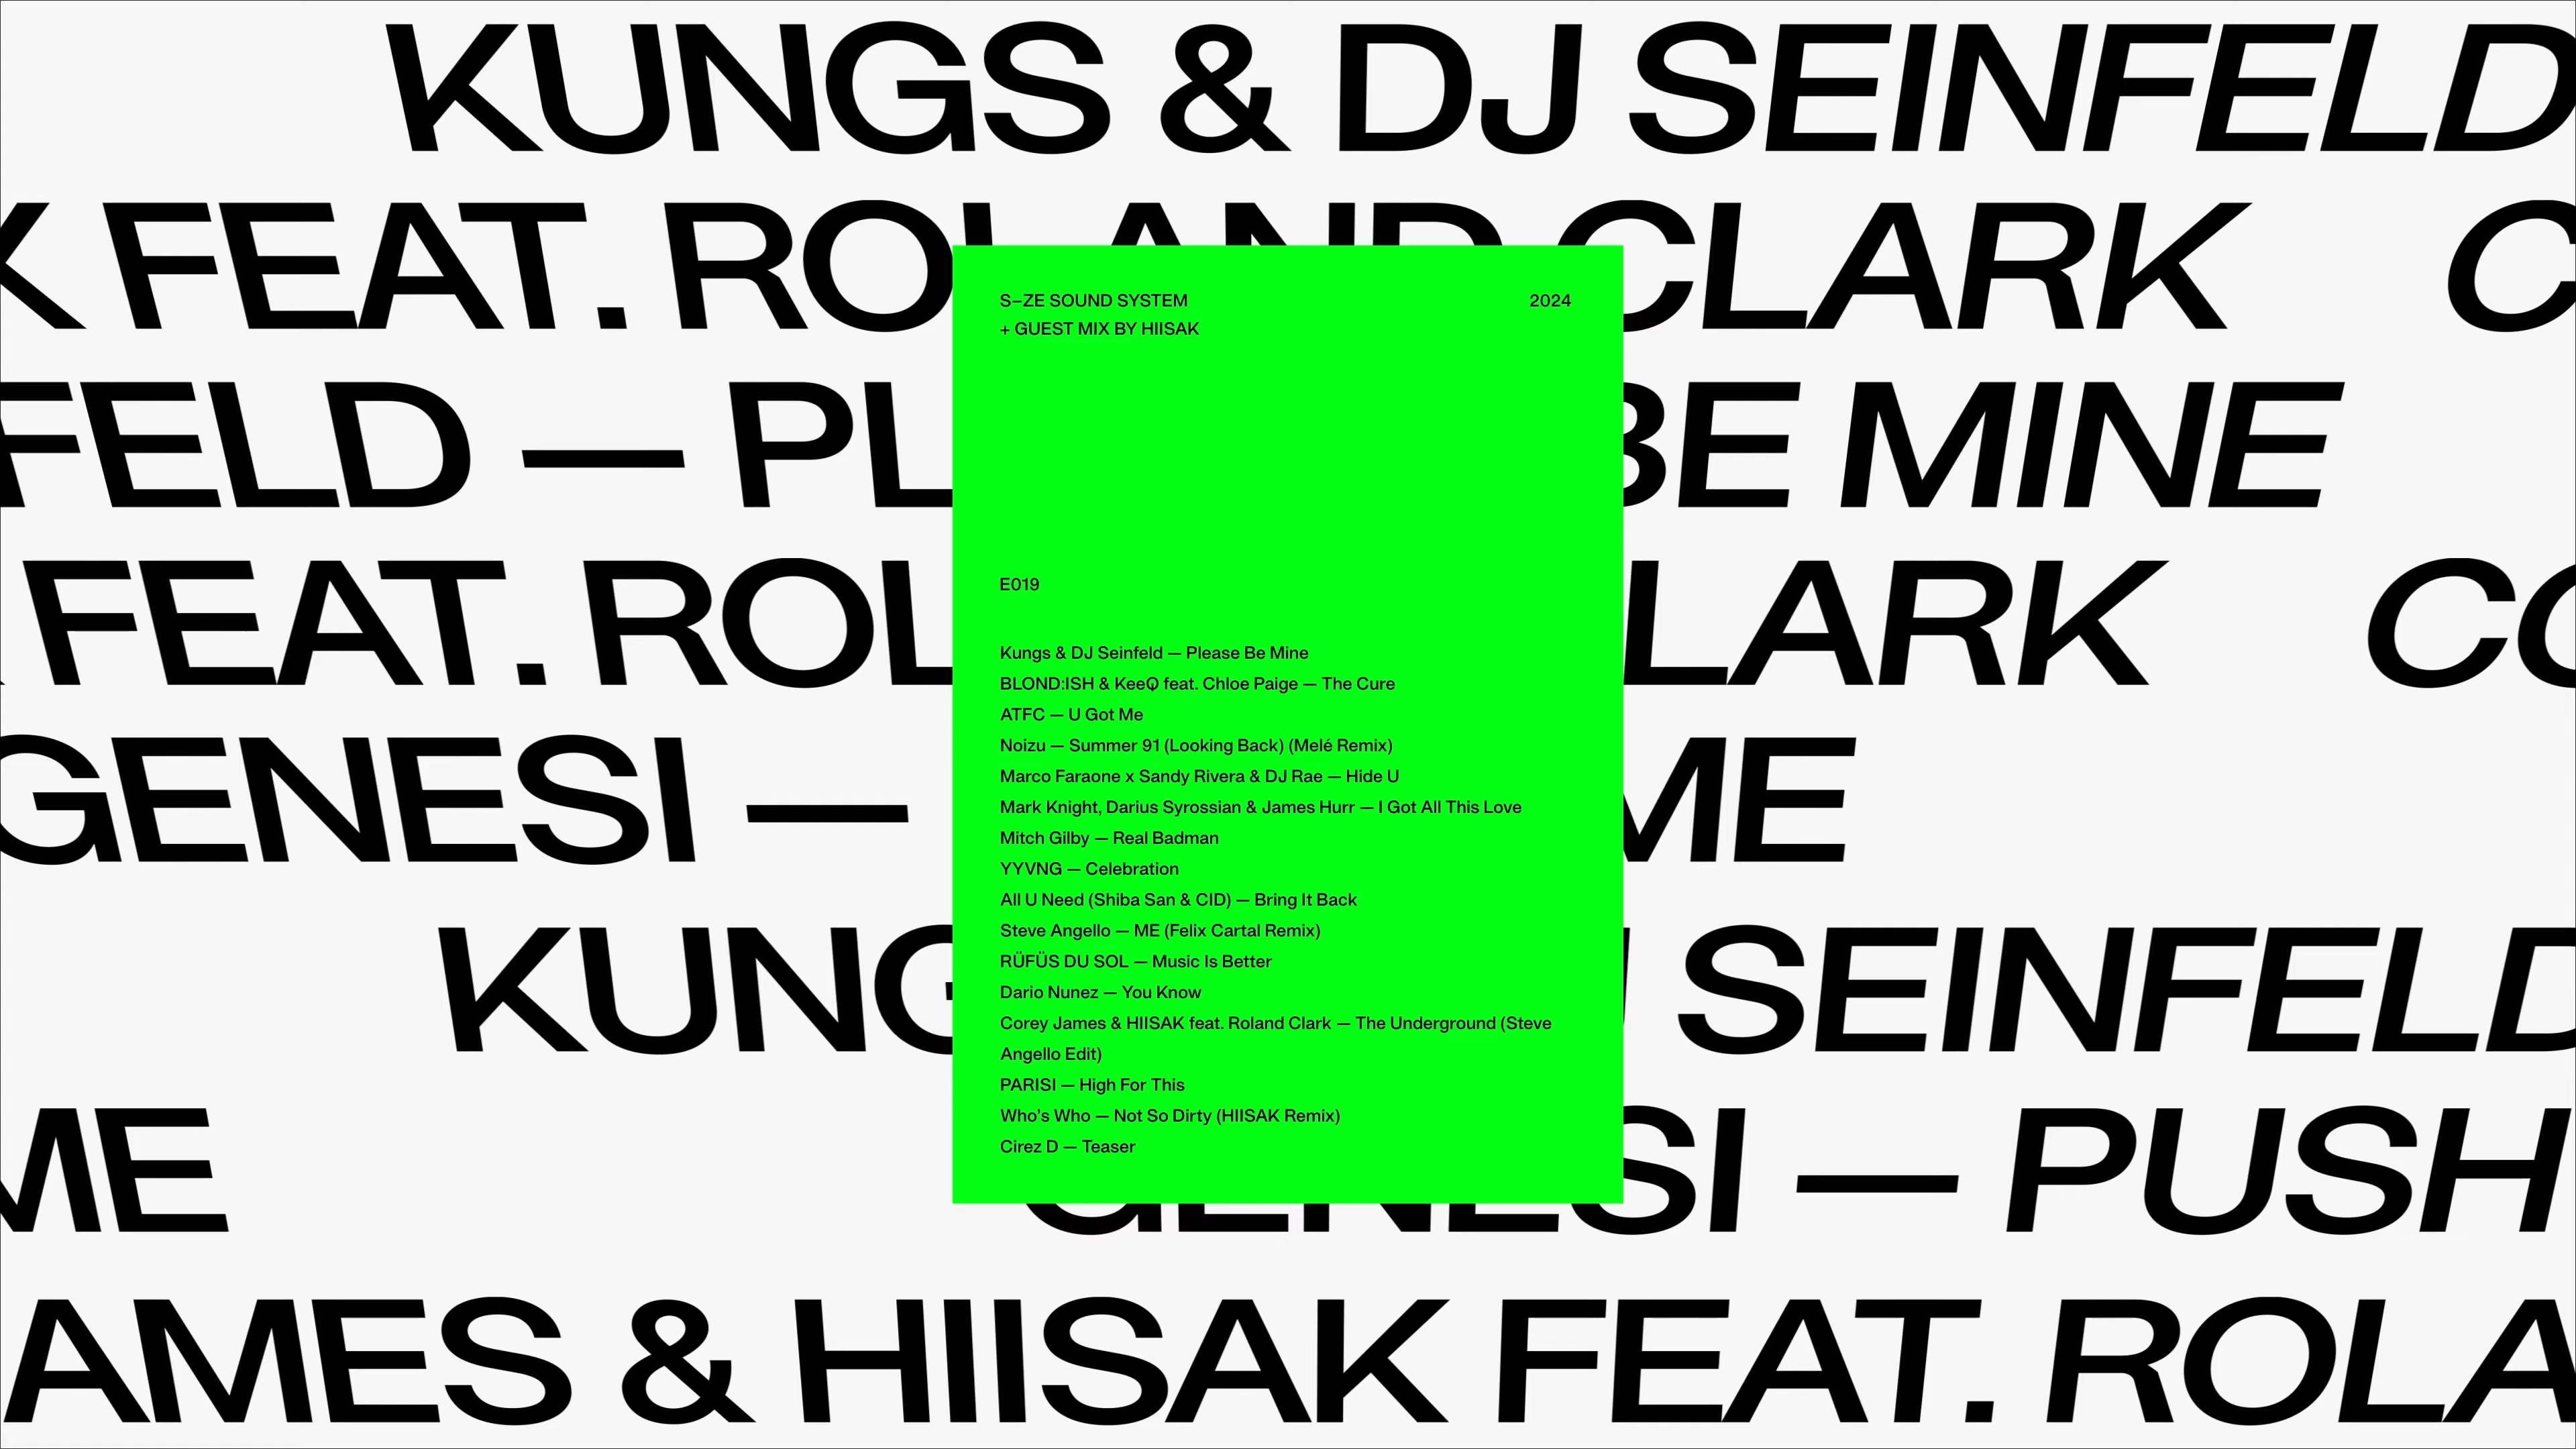 KUNGS & DJ SEINFELD
FEAT. ROLAND CLARK
S–ZE SOUND SYSTEM
2024
+ GUEST MIX BY HIISAK
FELD — PL
BE MINE
FEAT. ROL
LARK
E019
Kungs & DJ Seinfeld — Please Be Mine
BLOND:ISH & KeeQ feat. Chloe Paige — The Cure
ATFC — U Got Me
Noizu — Summer 91 (Looking Back) (Melé Remix)
Marco Faraone x Sandy Rivera & DJ Rae — Hide U
Mark Knight, Darius Syrossian & James Hurr — I Got All This Love
Mitch Gilby — Real Badman
YYVNG — Celebration
All U Need (Shiba San & CID) — Bring It Back
Steve Angello — ME (Felix Cartal Remix)
RÜFÜS DU SOL — Music Is Better
Dario Nunez — You Know
Corey James & HIISAK feat. Roland Clark — The Underground (Steve
Angello Edit)
PARISI — High For This
Who’s Who — Not So Dirty (HIISAK Remix)
Cirez D — Teaser
GENESI —
ME
KUNG
SEINFELD
ME
GENESI — PUSH
AMES & HIISAK FEAT. ROLA